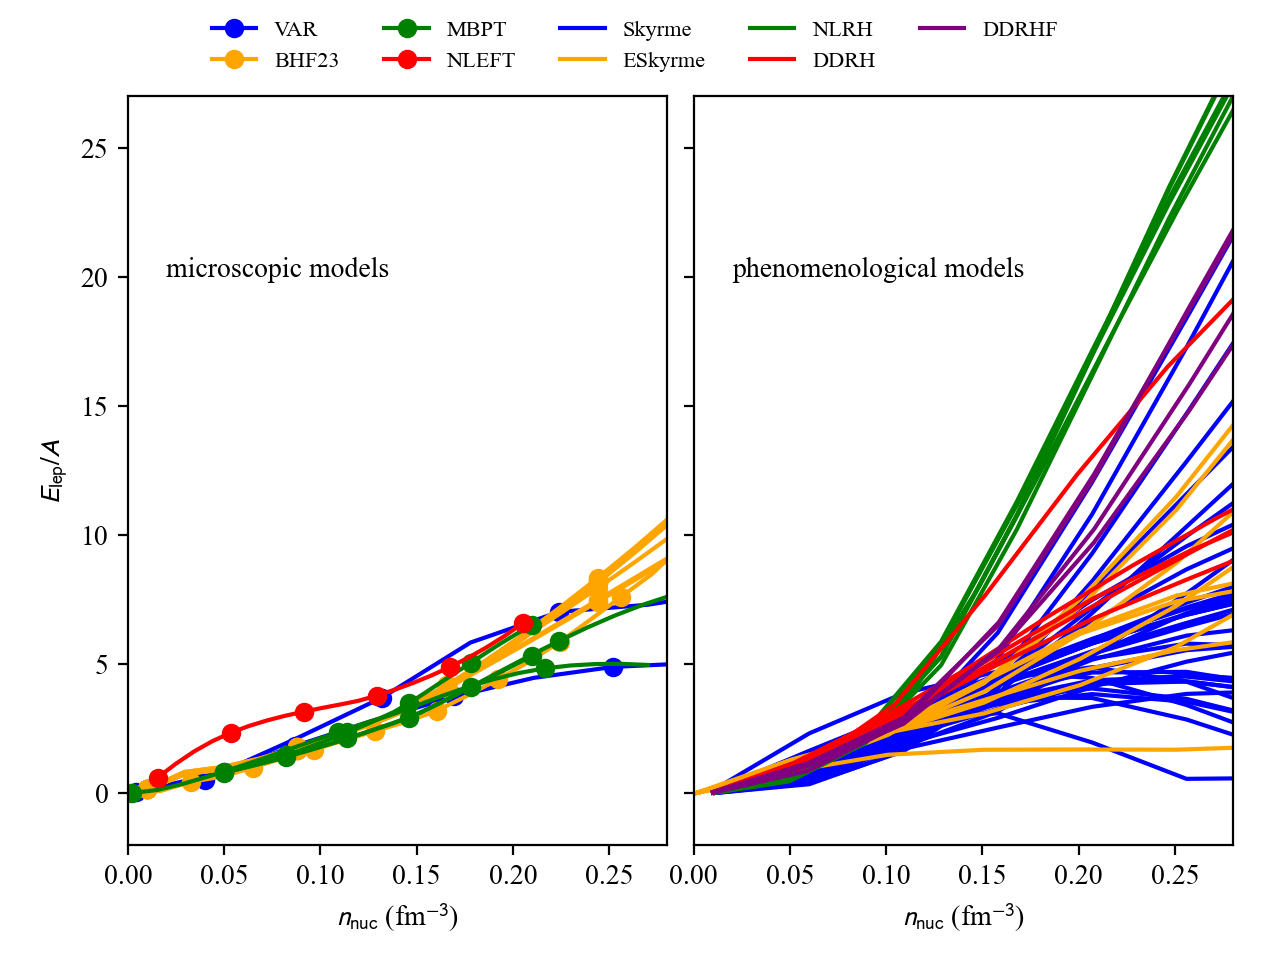 VAR MBPT Skyrme NLRH DDRHF
BHF23 NLEFT ESkyrme DDRH
microscopic models
phenomenological models
E_lep/A
25
20
15
10
5
0
0.00 0.05 0.10 0.15 0.20 0.25
0.00 0.05 0.10 0.15 0.20 0.25
n_nuc (fm⁻³)
n_nuc (fm⁻³)